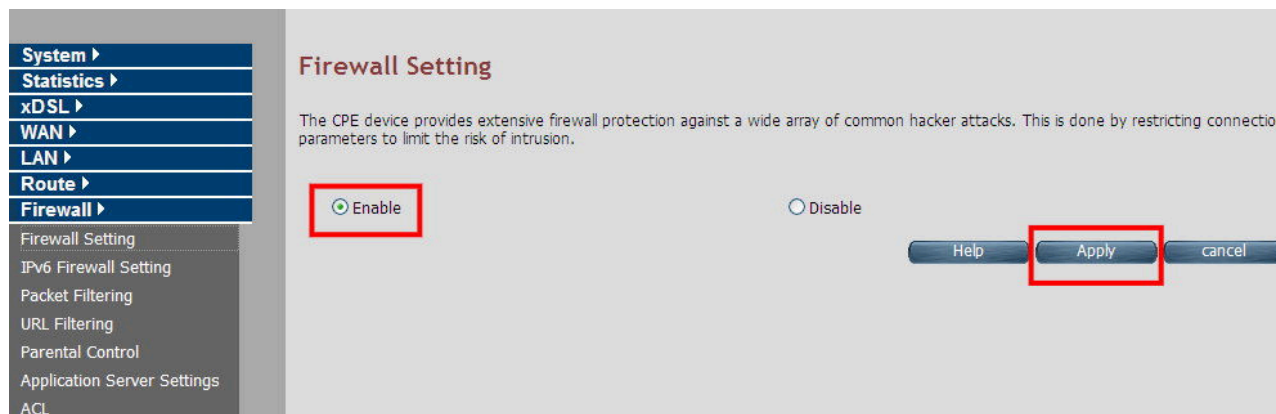 System
Statistics
xDSL
WAN
LAN
Route
Firewall
Firewall Setting
IPv6 Firewall Setting
Packet Filtering
URL Filtering
Parental Control
Application Server Settings
ACL
Firewall Setting
The CPE device provides extensive firewall protection against a wide array of common hacker attacks. This is done by restricting connectio
parameters to limit the risk of intrusion.
Enable Disable
Help Apply cancel